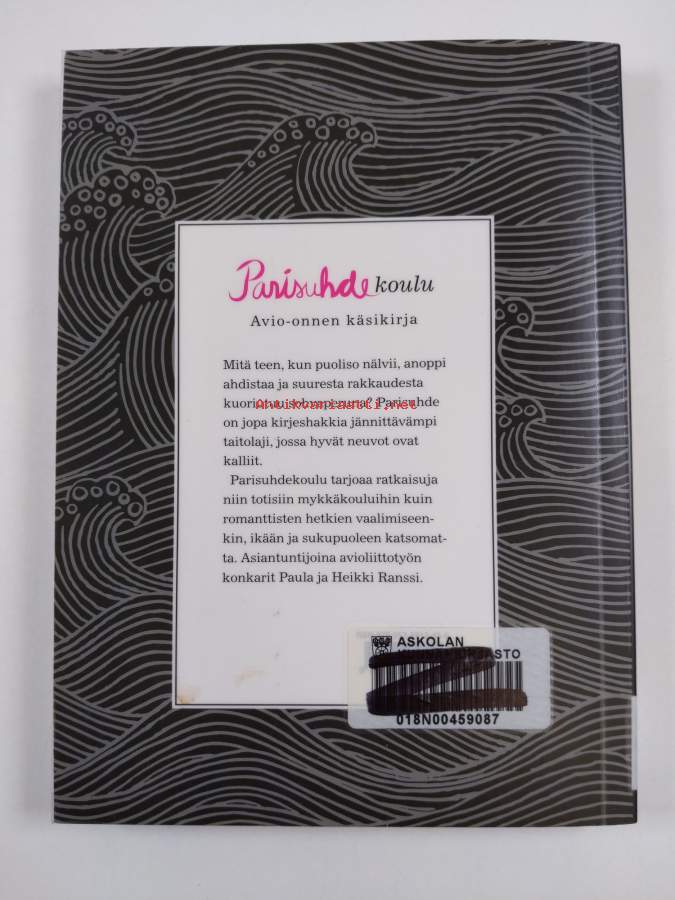 Parisuhdekoulu
Avio-onnen käsikirja
Mitä teen, kun puoliso nälvii, anoppi
ahdistaa ja suuresta rakkaudesta
Parisuhde
Antikvariaatti.net
on jopa kirjeshakkia jännittävämpi
taitolaji, jossa hyvät neuvot ovat
kalliit.
Parisuhdekoulu tarjoaa ratkaisuja
niin totisiin mykkäkouluihin kuin
romanttisten hetkien vaalimiseen-
kin, ikään ja sukupuoleen katsomat-
ta. Asiantuntijoina avioliittotyön
konkarit Paula ja Heikki Ranssi.
ASKOLAN
018N00459087